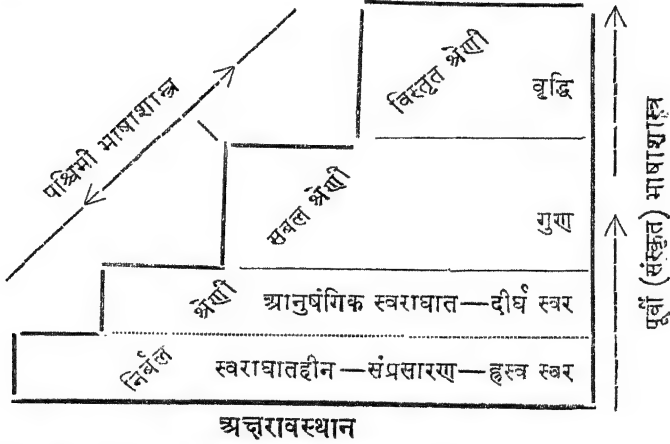 विस्तृत श्रेणी
वृद्धि
पश्चिमी भाषाशास्त्र
सबल श्रेणी
गुण
पूर्वी (संस्कृत) भाषाशास्त्र
निर्बल श्रेणी
आनुषंगिक स्वराघात—दीर्घ स्वर
स्वराघातहीन—संप्रसारण—ह्रस्व स्वर
अक्षरावस्थान